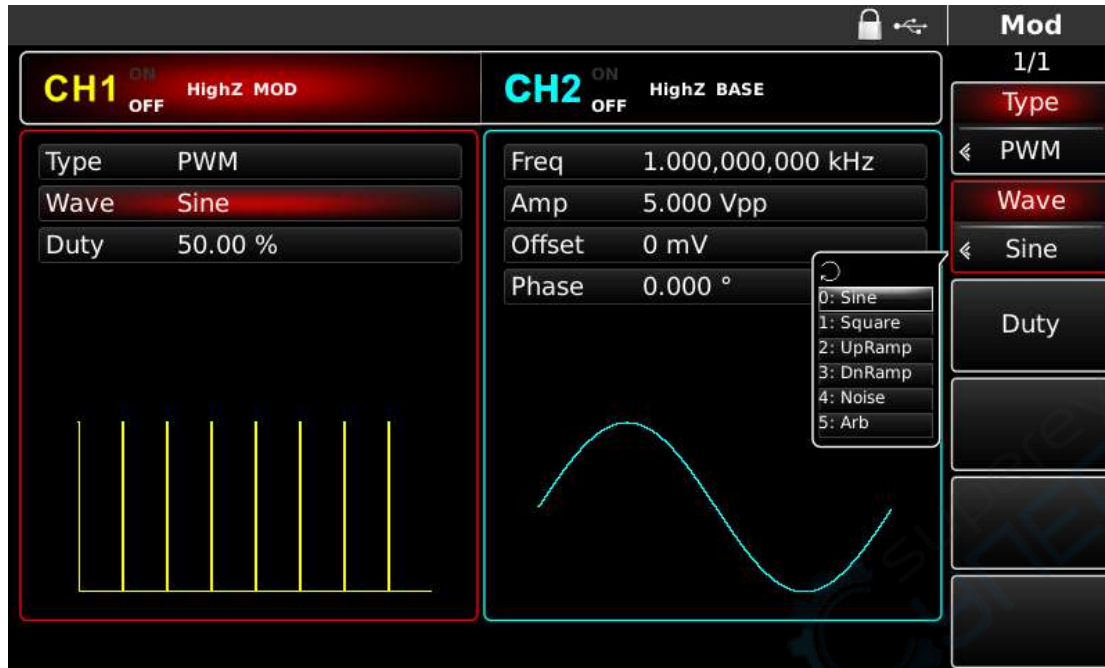 Mod
1/1
CH1 ON OFF HighZ MOD
CH2 ON OFF HighZ BASE
Type PWM
Wave Sine
Duty 50.00 %
Freq 1.000,000,000 kHz
Amp 5.000 Vpp
Offset 0 mV
Phase 0.000 °
0: Sine
1: Square
2: UpRamp
3: DnRamp
4: Noise
5: Arb
Type
PWM
Wave
Sine
Duty